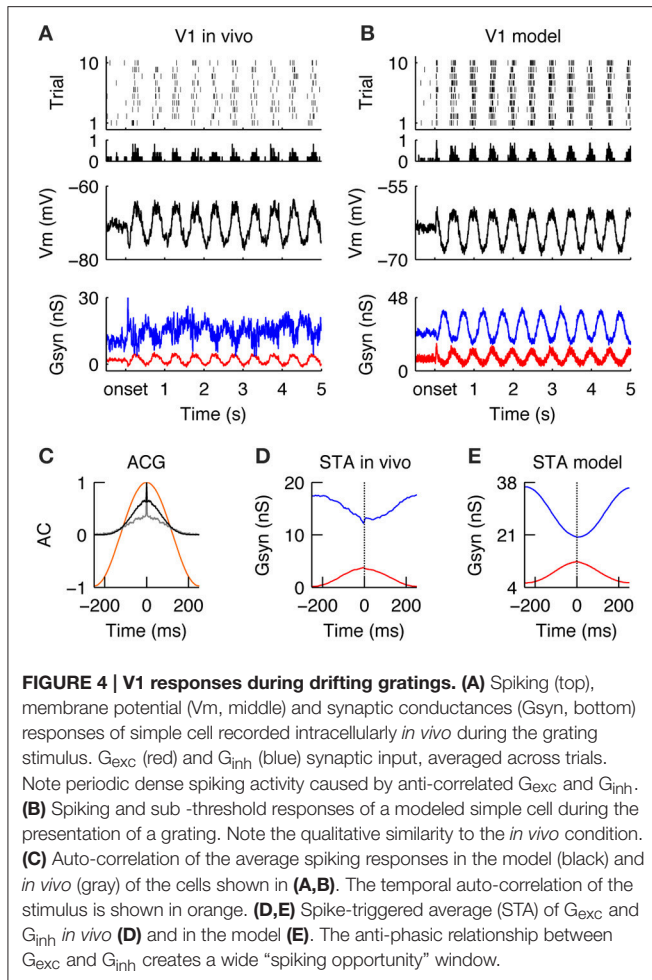 A V1 in vivo
10
Trial
1
1
0
−60
Vm (mV)
−80
30
Gsyn (nS)
0
onset 1 2 3 4 5
Time (s)
B V1 model
10
Trial
1
1
0
−55
Vm (mV)
−70
48
Gsyn (nS)
0
onset 1 2 3 4 5
Time (s)
C ACG
1
AC
0
−1
−200 0 200
Time (ms)
D STA in vivo
20
Gsyn (nS)
10
0
−200 0 200
Time (ms)
E STA model
38
Gsyn (nS)
21
4
−200 0 200
Time (ms)
FIGURE 4 | V1 responses during drifting gratings. (A) Spiking (top),
membrane potential (Vm, middle) and synaptic conductances (Gsyn, bottom)
responses of simple cell recorded intracellularly in vivo during the grating
stimulus. Gexc (red) and Ginh (blue) synaptic input, averaged across trials.
Note periodic dense spiking activity caused by anti-correlated Gexc and Ginh.
(B) Spiking and sub -threshold responses of a modeled simple cell during the
presentation of a grating. Note the qualitative similarity to the in vivo condition.
(C) Auto-correlation of the average spiking responses in the model (black) and
in vivo (gray) of the cells shown in (A,B). The temporal auto-correlation of the
stimulus is shown in orange. (D,E) Spike-triggered average (STA) of Gexc and
Ginh in vivo (D) and in the model (E). The anti-phasic relationship between
Gexc and Ginh creates a wide “spiking opportunity” window.